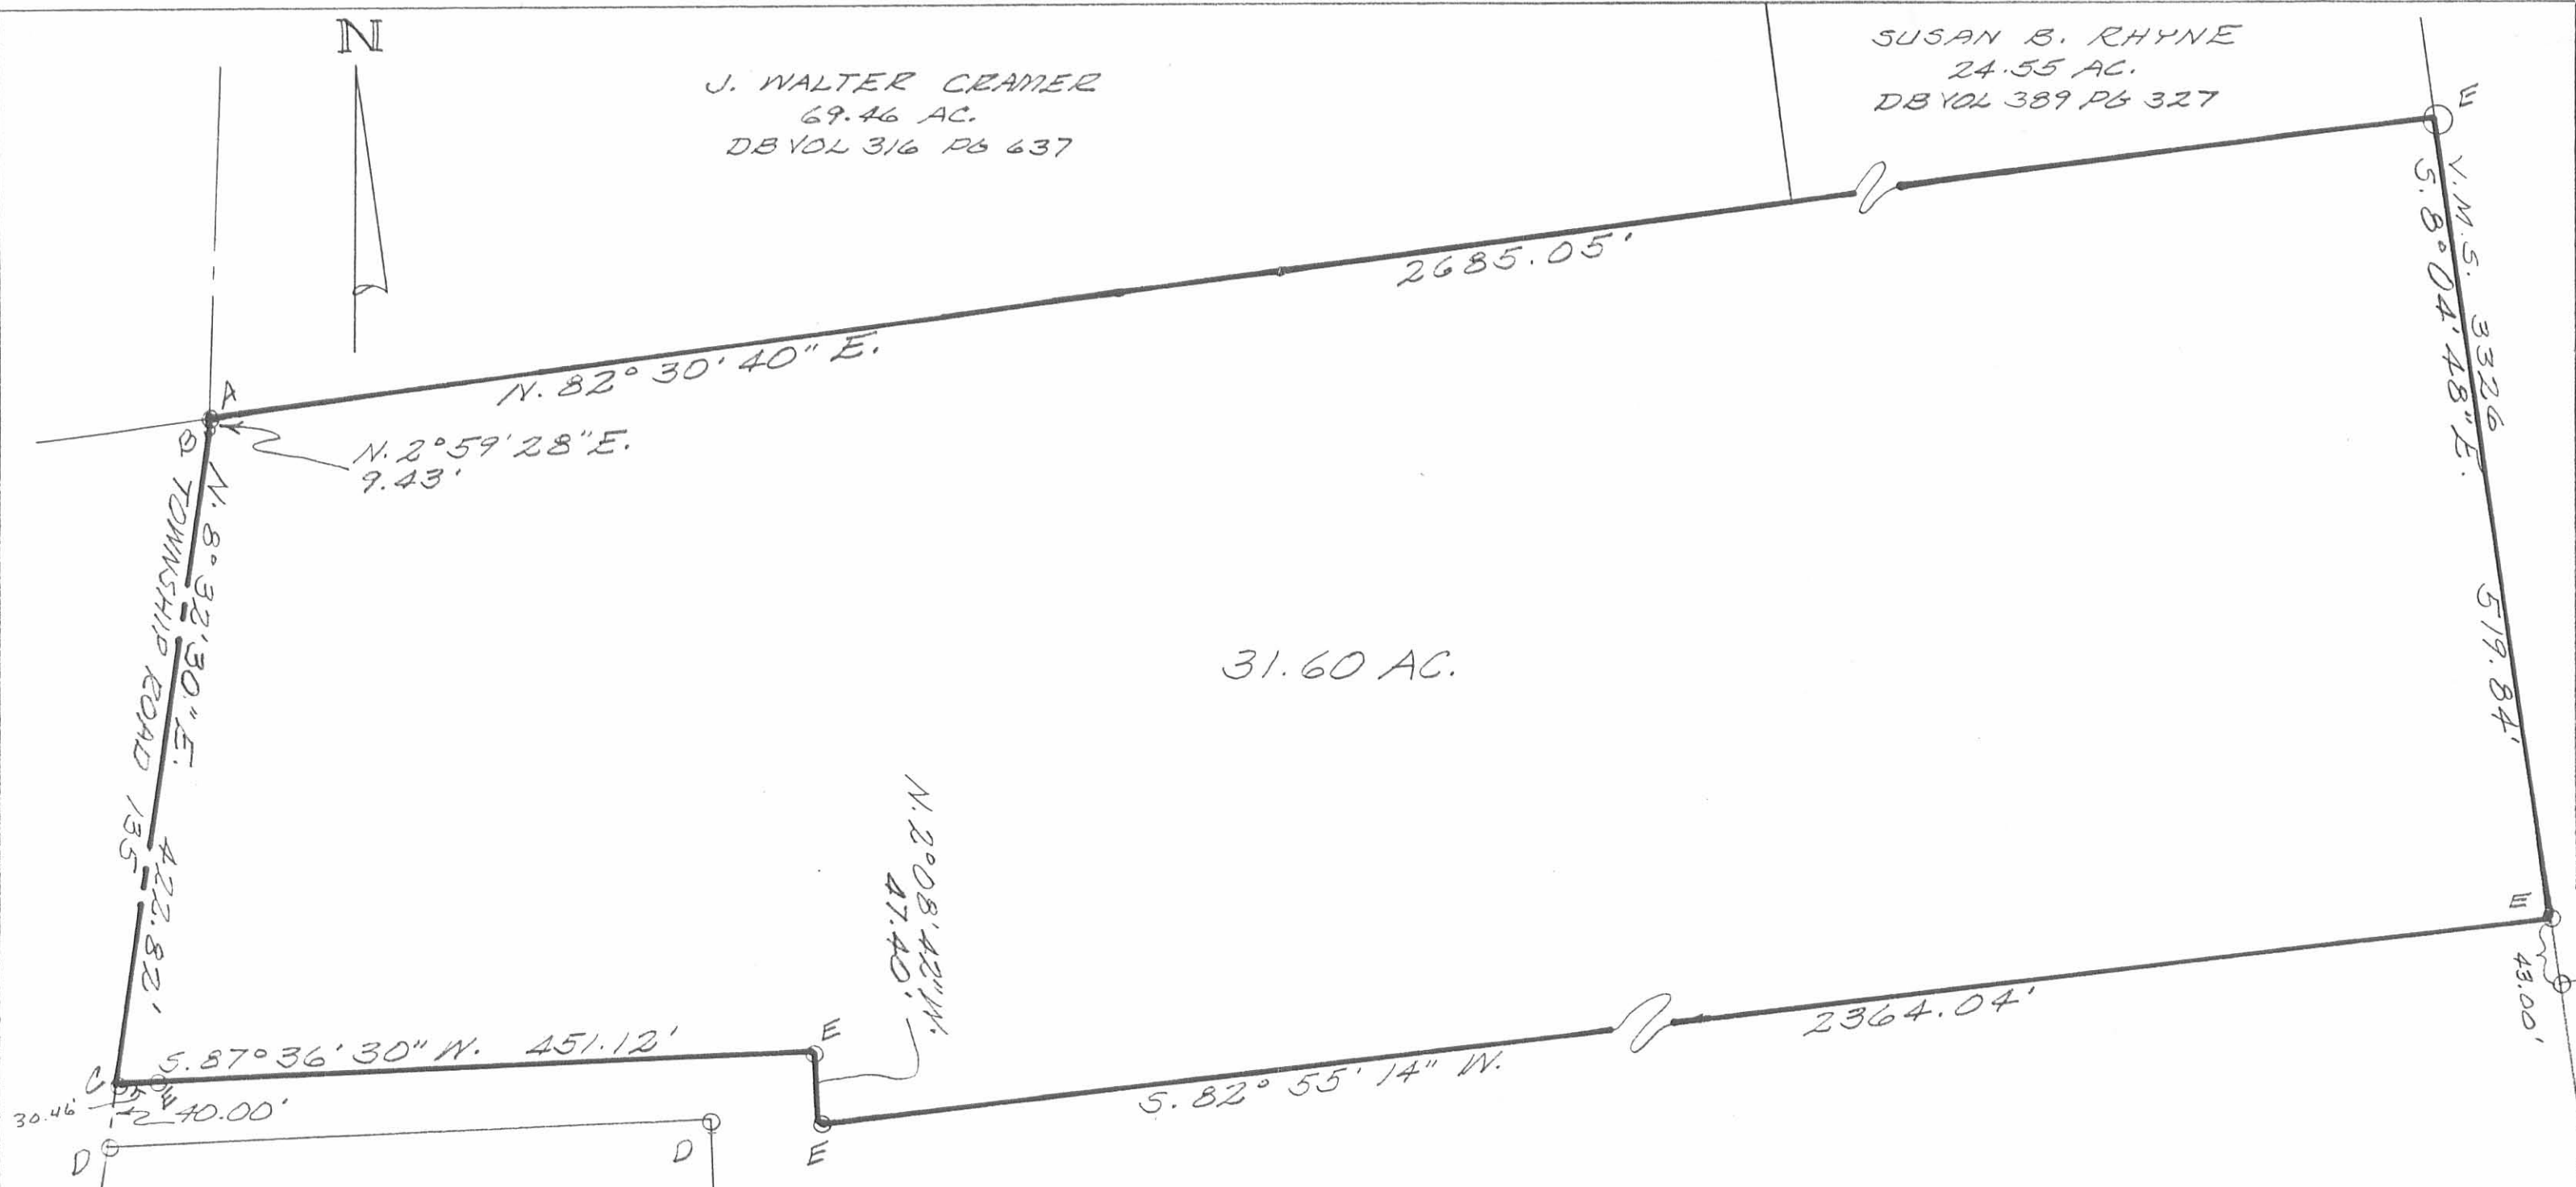 N
J. WALTER CRAMER
69.46 AC.
DB VOL 316 PG 637
SUSAN B. RHYNE
24.55 AC.
DB VOL 389 PG 327
E
V.M.S. 3326
S. 8° 04' 48" E.
519.84'
2685.05'
N. 82° 30' 40" E.
A
B
N. 2° 59' 28" E.
9.43'
N. 8° 32' 30" E.
422.82'
TOWNSHIP ROAD 135
31.60 AC.
N. 2° 08' 42" W.
47.40'
E
43.00'
2364.04'
S. 82° 55' 14" W.
S. 87° 36' 30" W. 451.12'
E
C
E
30.46'
40.00'
D
D
E